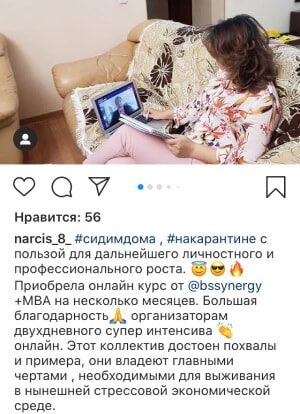 Нравится: 56
narcis_8_ #сидимдома , #накарантине с
пользой для дальнейшего личностного и
профессионального роста. 😇😎🔥
Приобрела онлайн курс от @bssynergy
+MBA на несколько месяцев. Большая
благодарность🙏 организаторам
двухдневного супер интенсива 👏
онлайн. Этот коллектив достоен похвалы
и примера, они владеют главными
чертами , необходимыми для выживания
в нынешней стрессовой экономической
среде.